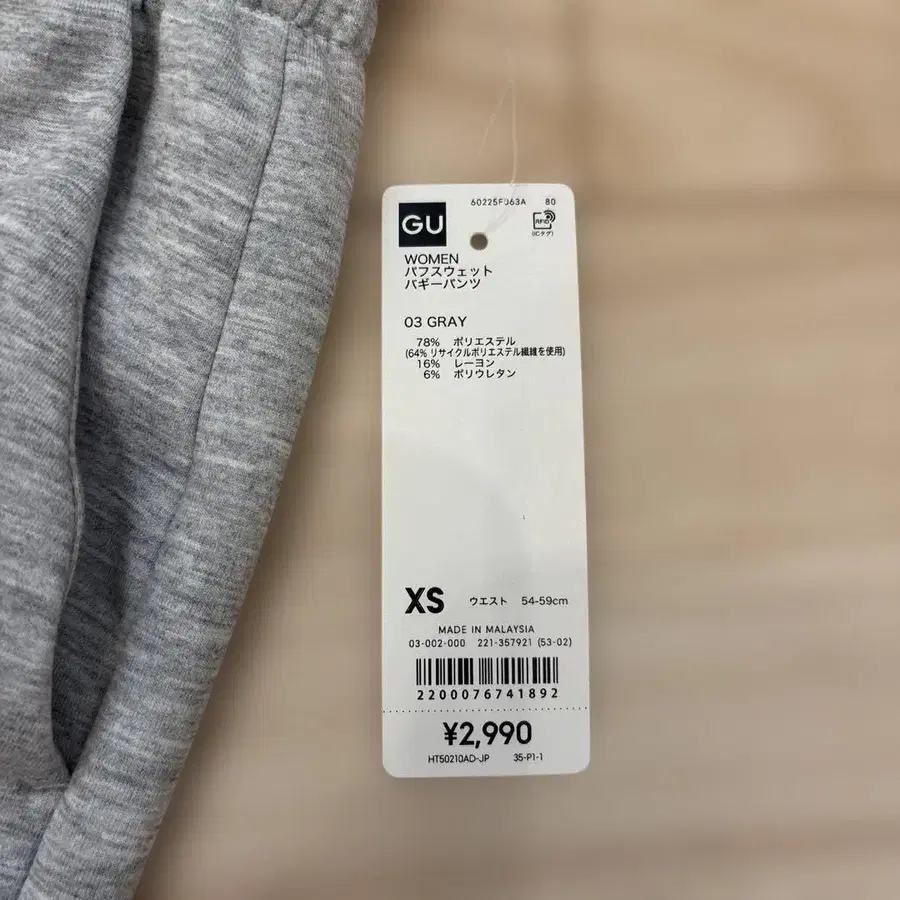 60225F063A 80
GU
RFID
(ICタグ)
WOMEN
パフスウェット
バギーパンツ
03 GRAY
78% ポリエステル
(64% リサイクルポリエステル繊維を使用)
16% レーヨン
6% ポリウレタン
XS ウエスト 54-59cm
MADE IN MALAYSIA
03-002-000 221-357921 (53-02)
2200076741892
¥2,990
HT50210AD-JP 35-P1-1